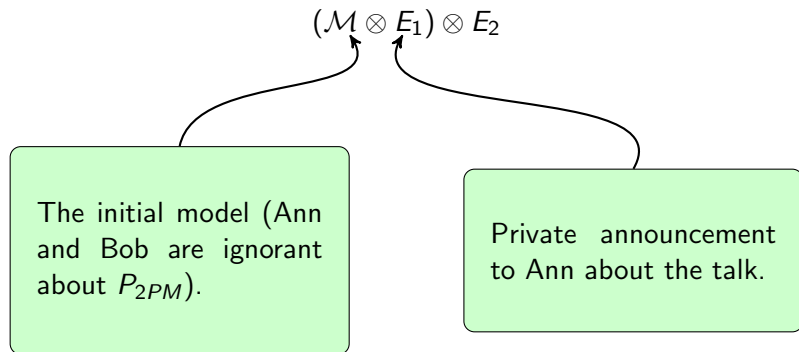 (ℳ ⊗ E₁) ⊗ E₂
The initial model (Ann
and Bob are ignorant
about P₂PM).
Private announcement
to Ann about the talk.